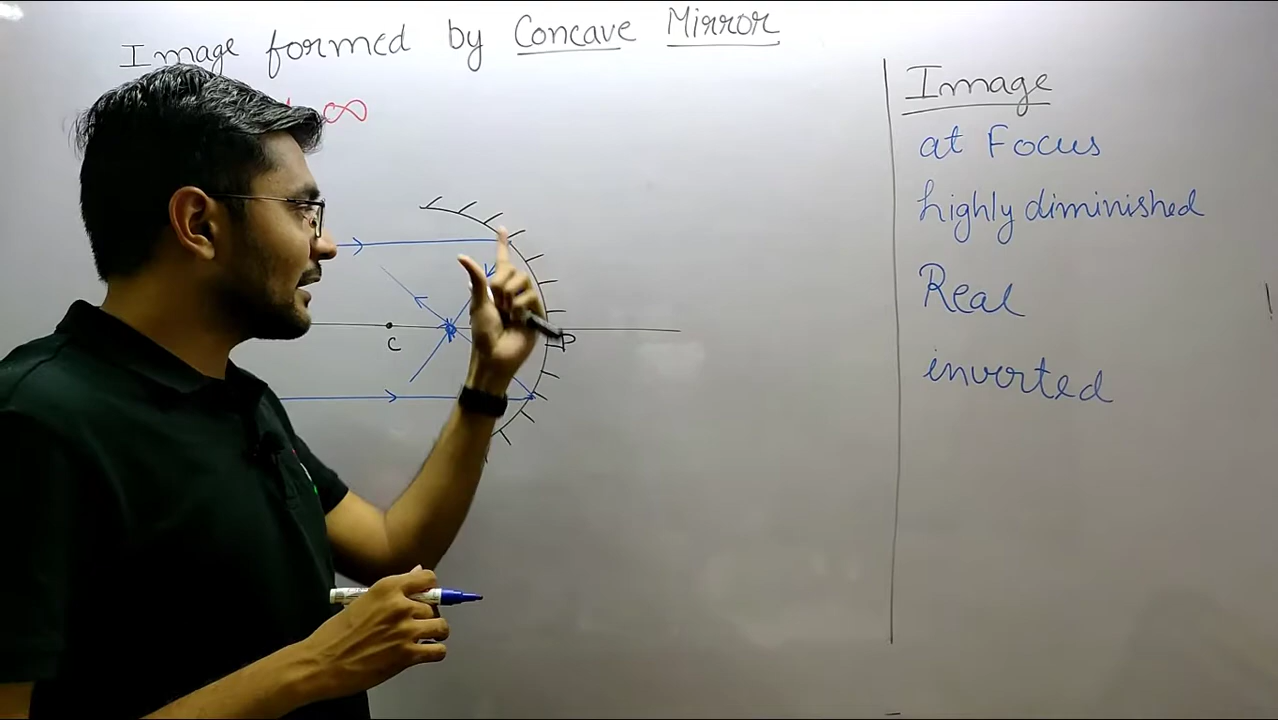 Image formed by Concave Mirror
∞
C
P
Image
at Focus
highly diminished
Real
inverted